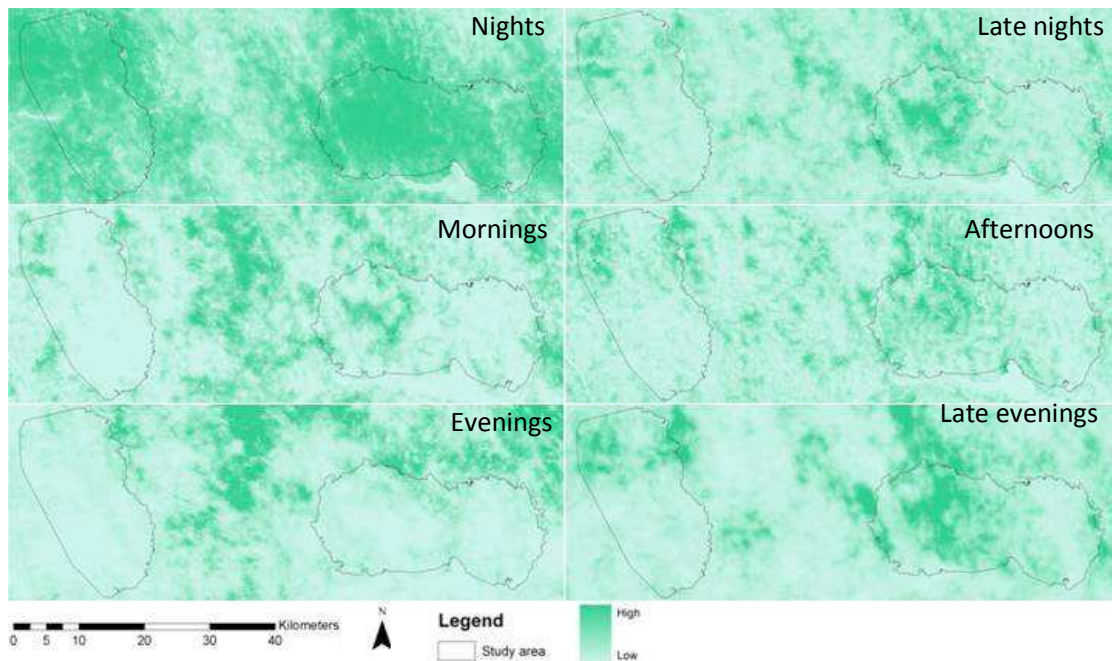 Nights
Late nights
Mornings
Afternoons
Evenings
Late evenings
Kilometers
0 5 10 20 30 40
N
Legend
Study area
High
Low